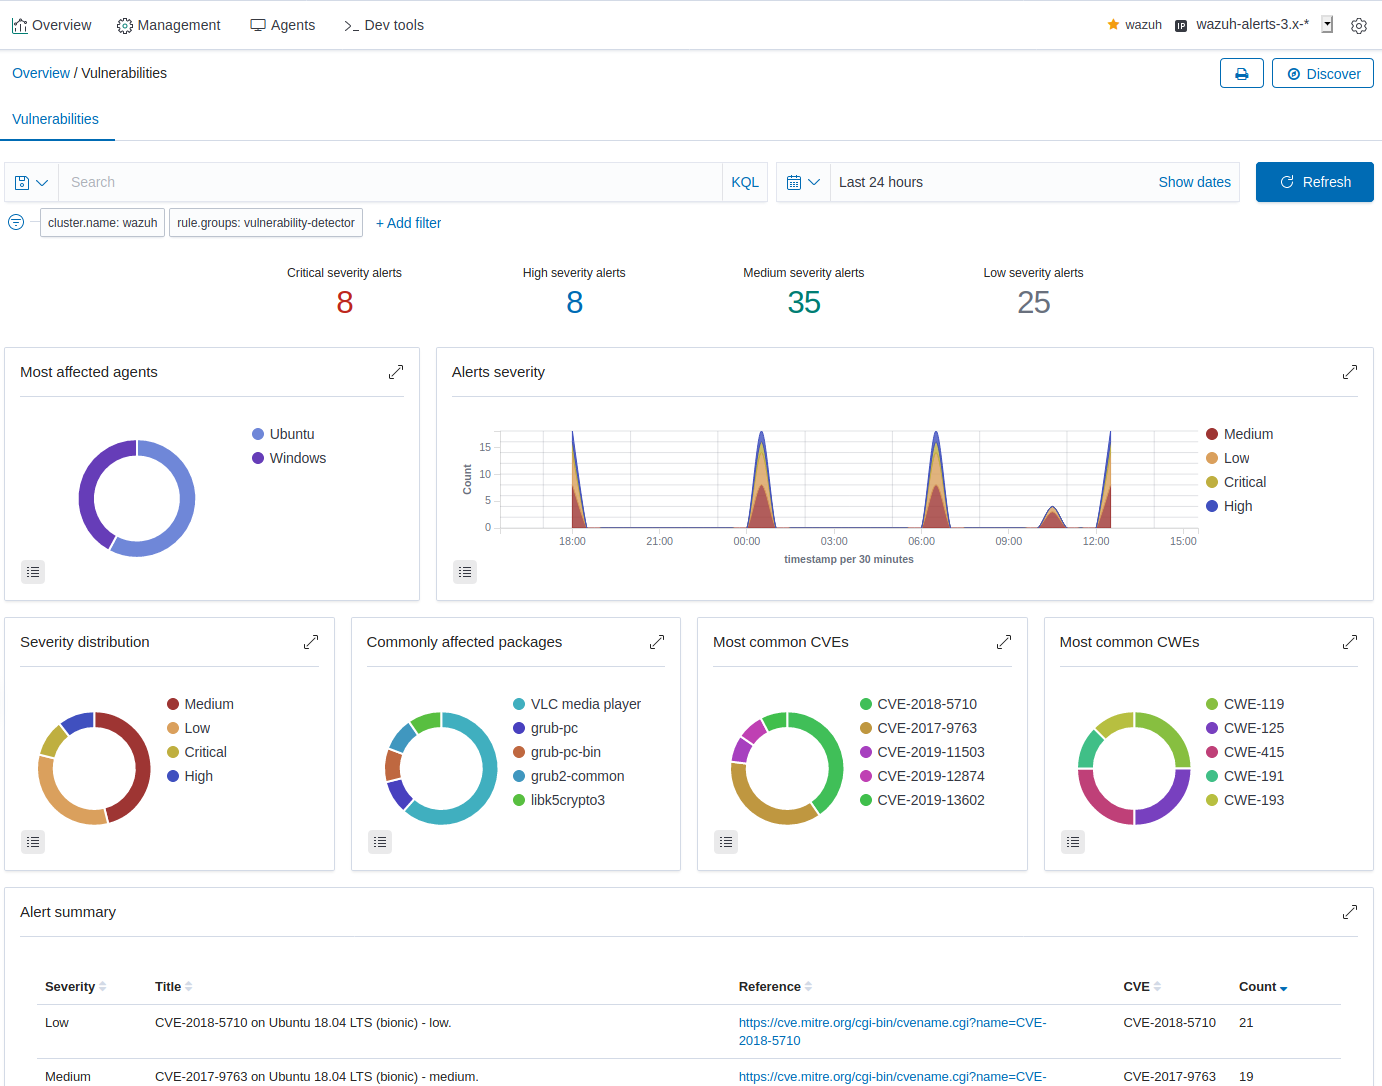 Overview Management Agents >_ Dev tools wazuh IP wazuh-alerts-3.x-*
Overview / Vulnerabilities Discover
Vulnerabilities
Search KQL Last 24 hours Show dates Refresh
cluster.name: wazuh rule.groups: vulnerability-detector + Add filter
Critical severity alerts High severity alerts Medium severity alerts Low severity alerts
8 8 35 25
Most affected agents
Ubuntu
Windows
Alerts severity
Count
15
10
5
0
18:00 21:00 00:00 03:00 06:00 09:00 12:00 15:00
timestamp per 30 minutes
Medium
Low
Critical
High
Severity distribution
Medium
Low
Critical
High
Commonly affected packages
VLC media player
grub-pc
grub-pc-bin
grub2-common
libk5crypto3
Most common CVEs
CVE-2018-5710
CVE-2017-9763
CVE-2019-11503
CVE-2019-12874
CVE-2019-13602
Most common CWEs
CWE-119
CWE-125
CWE-415
CWE-191
CWE-193
Alert summary
Severity Title Reference CVE Count
Low CVE-2018-5710 on Ubuntu 18.04 LTS (bionic) - low. https://cve.mitre.org/cgi-bin/cvename.cgi?name=CVE- CVE-2018-5710 21
2018-5710
Medium CVE-2017-9763 on Ubuntu 18.04 LTS (bionic) - medium. https://cve.mitre.org/cgi-bin/cvename.cgi?name=CVE- CVE-2017-9763 19